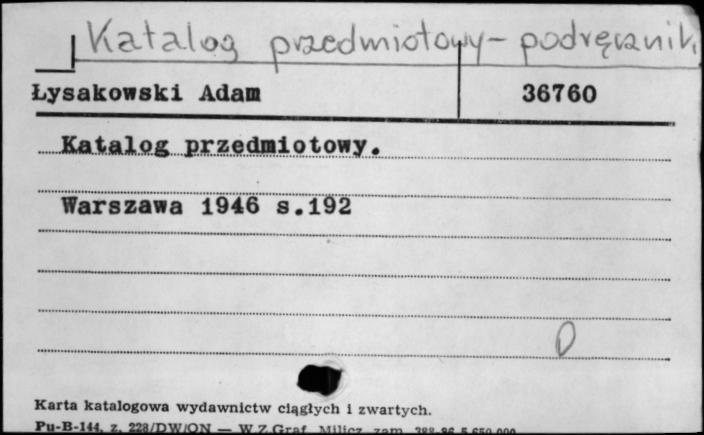 Katalog przedmiotowy - podręcznik
Łysakowski Adam 36760
Katalog przedmiotowy.
Warszawa 1946 s.192
D
Karta katalogowa wydawnictw ciągłych i zwartych.
Pu-B-144, z. 228/DW/ON — W.Z.Graf. Milicz zam.